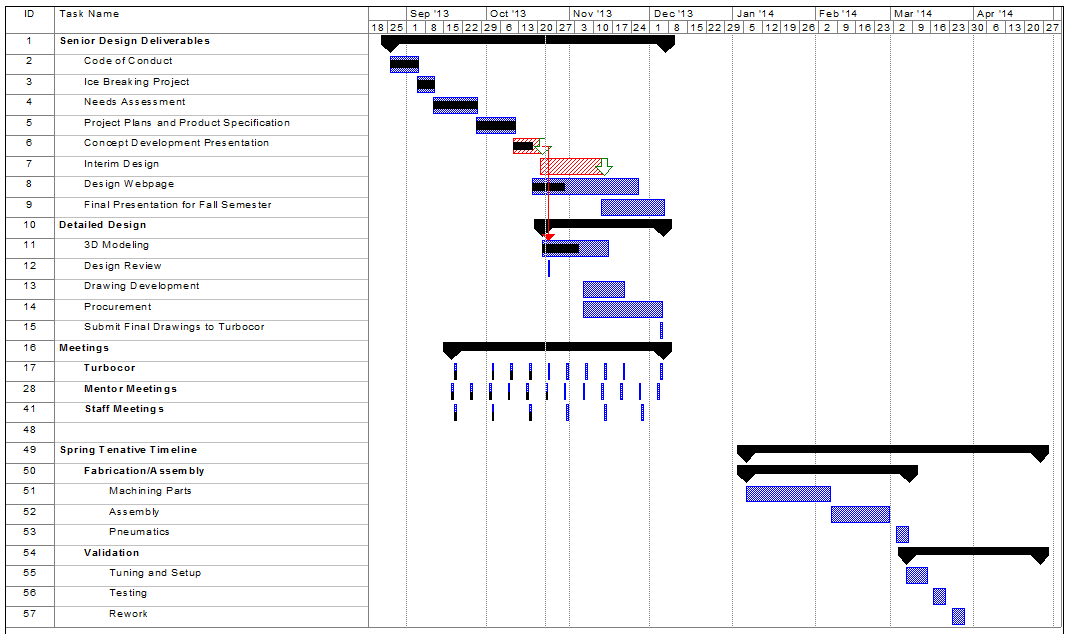 ID Task Name Sep '13 Oct '13 Nov '13 Dec '13 Jan '14 Feb '14 Mar '14 Apr '14
18 25 1 8 15 22 29 6 13 20 27 3 10 17 24 1 8 15 22 29 5 12 19 26 2 9 16 23 2 9 16 23 30 6 13 20 27
1 Senior Design Deliverables
2 Code of Conduct
3 Ice Breaking Project
4 Needs Assessment
5 Project Plans and Product Specification
6 Concept Development Presentation
7 Interim Design
8 Design Webpage
9 Final Presentation for Fall Semester
10 Detailed Design
11 3D Modeling
12 Design Review
13 Drawing Development
14 Procurement
15 Submit Final Drawings to Turbocor
16 Meetings
17 Turbocor
28 Mentor Meetings
41 Staff Meetings
48
49 Spring Tenative Timeline
50 Fabrication/Assembly
51 Machining Parts
52 Assembly
53 Pneumatics
54 Validation
55 Tuning and Setup
56 Testing
57 Rework